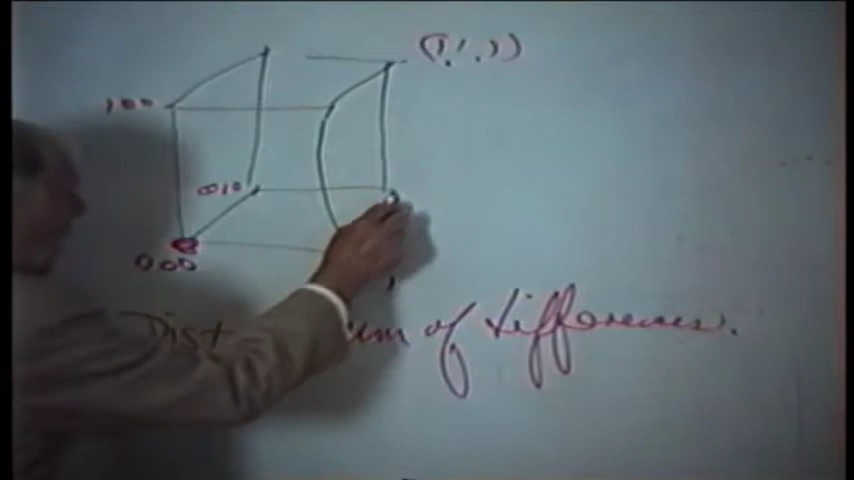 (1,1,1)
100
010
000
Dist
um of differences.